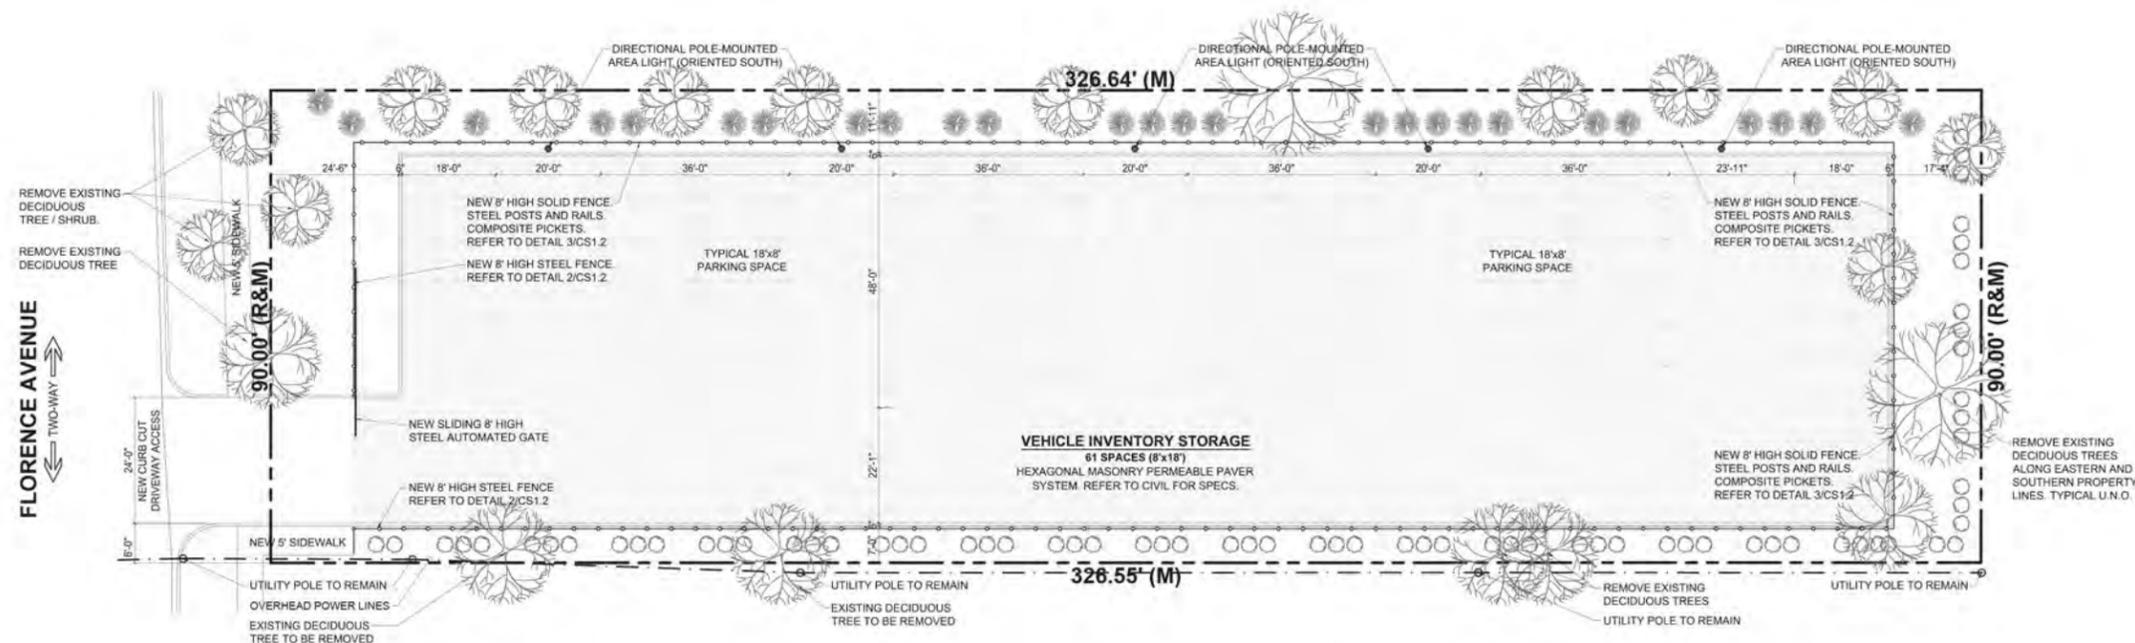 DIRECTIONAL POLE-MOUNTED
AREA LIGHT (ORIENTED SOUTH)
DIRECTIONAL POLE-MOUNTED
AREA LIGHT (ORIENTED SOUTH)
DIRECTIONAL POLE-MOUNTED
AREA LIGHT (ORIENTED SOUTH)
326.64' (M)
11'-11"
24'-6"
6"
18'-0"
20'-0"
36'-0"
20'-0"
36'-0"
20'-0"
36'-0"
20'-0"
36'-0"
23'-11"
18'-0"
6"
17'-4"
REMOVE EXISTING
DECIDUOUS
TREE / SHRUB.
REMOVE EXISTING
DECIDUOUS TREE
NEW 5' SIDEWALK
90.00' (R&M)
FLORENCE AVENUE
TWO-WAY
NEW 8' HIGH SOLID FENCE.
STEEL POSTS AND RAILS.
COMPOSITE PICKETS.
REFER TO DETAIL 3/CS1.2
NEW 8' HIGH STEEL FENCE.
REFER TO DETAIL 2/CS1.2
TYPICAL 18'x8'
PARKING SPACE
48'-0"
TYPICAL 18'x8'
PARKING SPACE
NEW 8' HIGH SOLID FENCE.
STEEL POSTS AND RAILS.
COMPOSITE PICKETS.
REFER TO DETAIL 3/CS1.2
90.00' (R&M)
24'-0"
NEW CURB CUT
DRIVEWAY ACCESS
NEW SLIDING 8' HIGH
STEEL AUTOMATED GATE
22'-1"
VEHICLE INVENTORY STORAGE
61 SPACES (8'x18')
HEXAGONAL MASONRY PERMEABLE PAVER
SYSTEM. REFER TO CIVIL FOR SPECS.
NEW 8' HIGH SOLID FENCE.
STEEL POSTS AND RAILS.
COMPOSITE PICKETS.
REFER TO DETAIL 3/CS1.2
REMOVE EXISTING
DECIDUOUS TREES
ALONG EASTERN AND
SOUTHERN PROPERTY
LINES. TYPICAL U.N.O.
NEW 8' HIGH STEEL FENCE
REFER TO DETAIL 2/CS1.2
6'-0"
NEW 5' SIDEWALK
7'-0"
326.55' (M)
UTILITY POLE TO REMAIN
OVERHEAD POWER LINES
EXISTING DECIDUOUS
TREE TO BE REMOVED
UTILITY POLE TO REMAIN
EXISTING DECIDUOUS
TREE TO BE REMOVED
REMOVE EXISTING
DECIDUOUS TREES
UTILITY POLE TO REMAIN
UTILITY POLE TO REMAIN